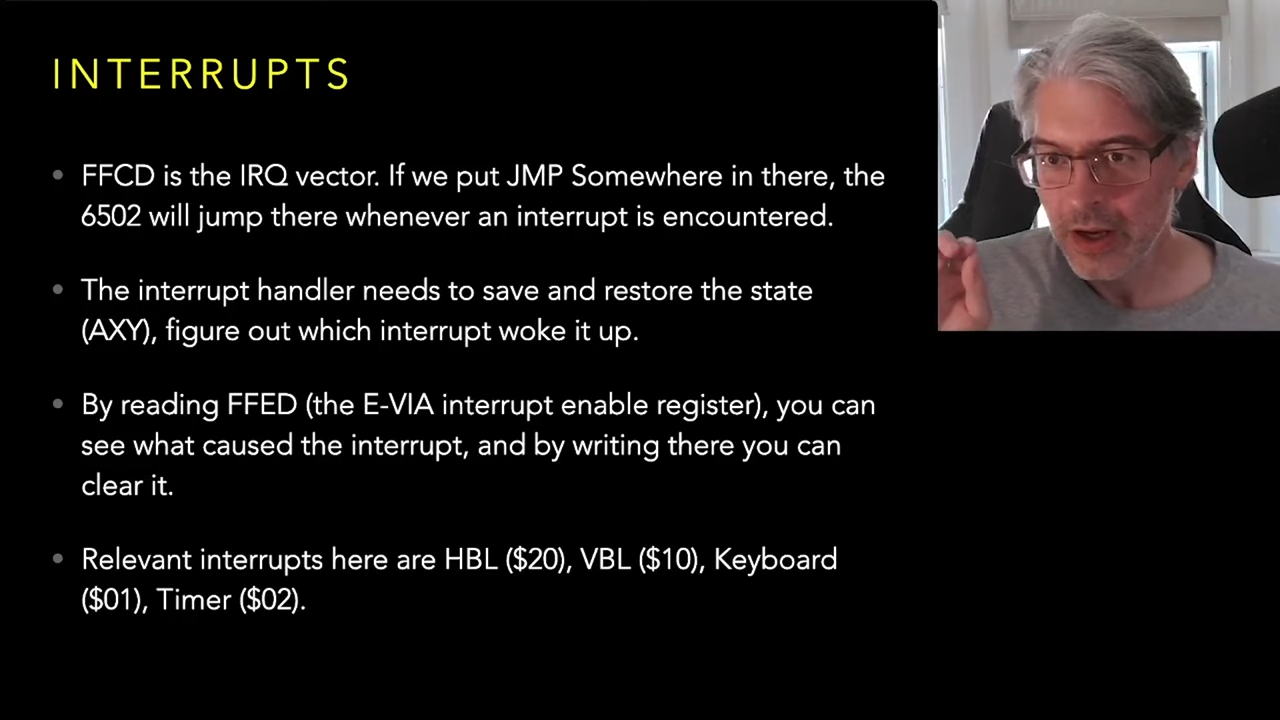 INTERRUPTS
• FFCD is the IRQ vector. If we put JMP Somewhere in there, the
6502 will jump there whenever an interrupt is encountered.
• The interrupt handler needs to save and restore the state
(AXY), figure out which interrupt woke it up.
• By reading FFED (the E-VIA interrupt enable register), you can
see what caused the interrupt, and by writing there you can
clear it.
• Relevant interrupts here are HBL ($20), VBL ($10), Keyboard
($01), Timer ($02).